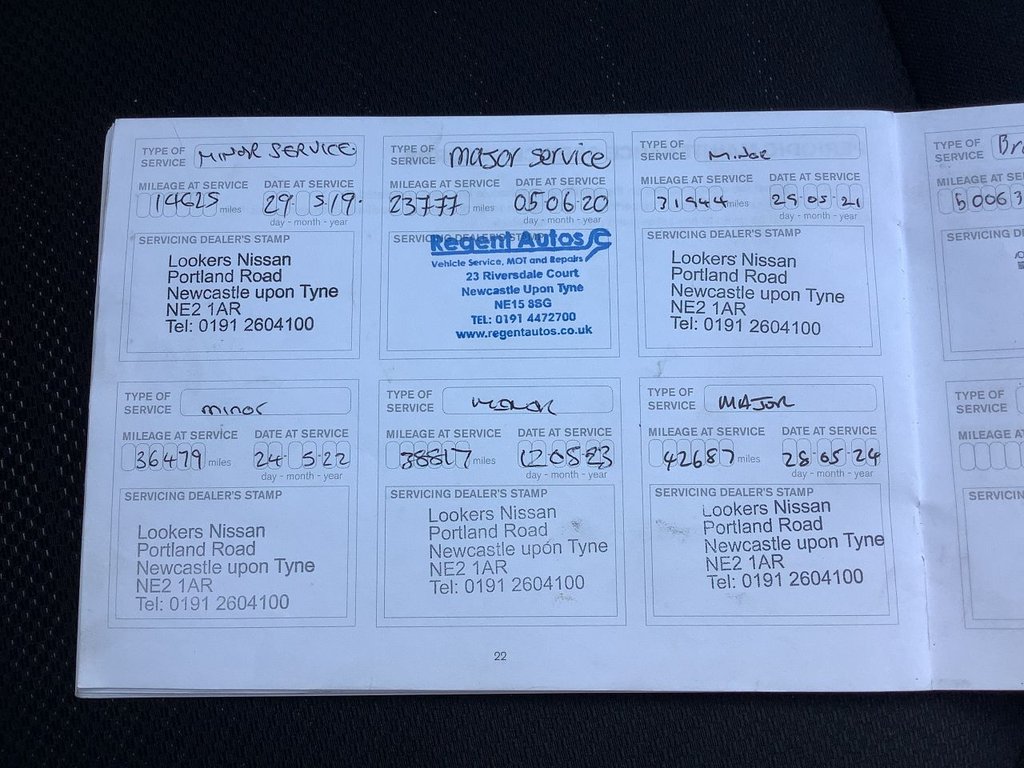 TYPE OF SERVICE MINOR SERVICE
MILEAGE AT SERVICE DATE AT SERVICE
14625 miles 29 5 19
day - month - year
SERVICING DEALER'S STAMP
Lookers Nissan
Portland Road
Newcastle upon Tyne
NE2 1AR
Tel: 0191 2604100
TYPE OF SERVICE major service
MILEAGE AT SERVICE DATE AT SERVICE
23777 miles 05 06 20
day - month - year
SERVICING DEALER'S STAMP
Regent Autos
Vehicle Service, MOT and Repairs
23 Riversdale Court
Newcastle Upon Tyne
NE15 8SG
TEL: 0191 4472700
www.regentautos.co.uk
TYPE OF SERVICE Minor
MILEAGE AT SERVICE DATE AT SERVICE
31944 miles 29 05 21
day - month - year
SERVICING DEALER'S STAMP
Lookers Nissan
Portland Road
Newcastle upon Tyne
NE2 1AR
Tel: 0191 2604100
TYPE OF SERVICE minor
MILEAGE AT SERVICE DATE AT SERVICE
36479 miles 24 5 22
day - month - year
SERVICING DEALER'S STAMP
Lookers Nissan
Portland Road
Newcastle upon Tyne
NE2 1AR
Tel: 0191 2604100
TYPE OF SERVICE MINOR
MILEAGE AT SERVICE DATE AT SERVICE
38817 miles 12 05 23
day - month - year
SERVICING DEALER'S STAMP
Lookers Nissan
Portland Road
Newcastle upon Tyne
NE2 1AR
Tel: 0191 2604100
TYPE OF SERVICE MAJOR
MILEAGE AT SERVICE DATE AT SERVICE
42687 miles 28 05 24
day - month - year
SERVICING DEALER'S STAMP
Lookers Nissan
Portland Road
Newcastle upon Tyne
NE2 1AR
Tel: 0191 2604100
22
TYPE OF SERVICE Br
MILEAGE AT SE
50063
SERVICING D
TYPE OF SERVICE
MILEAGE AT
SERVICIN